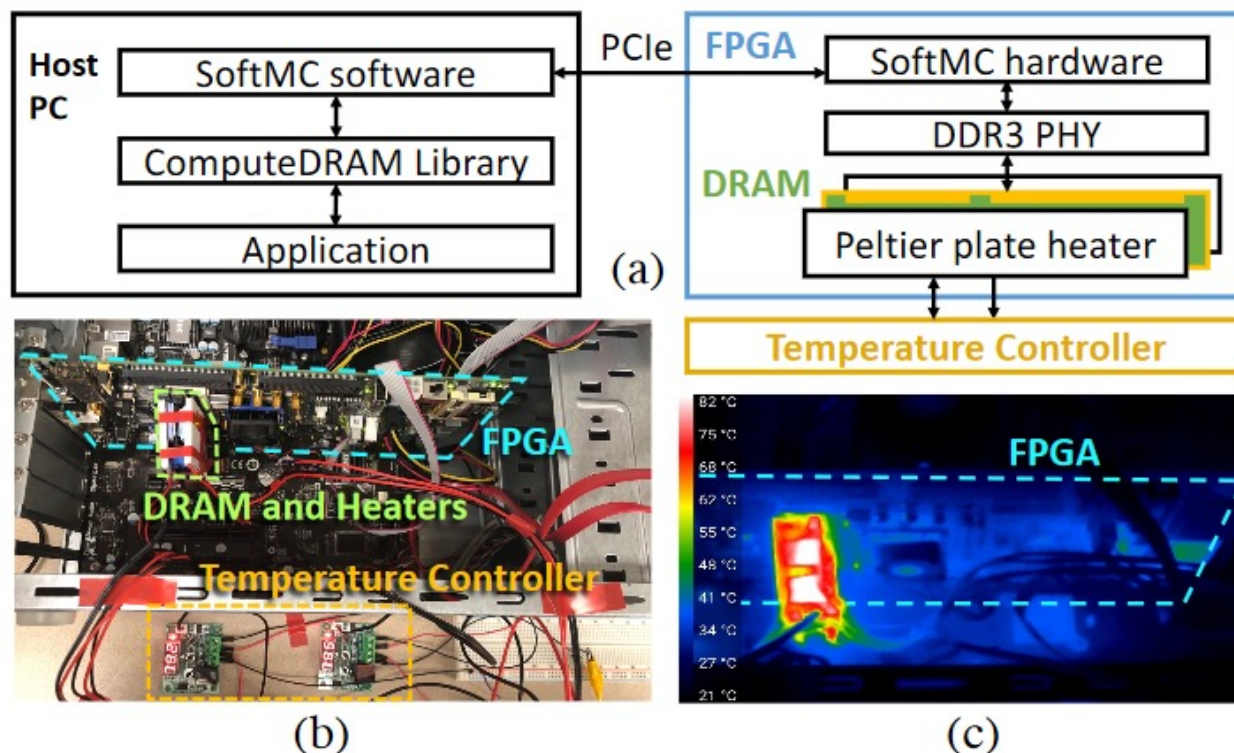 Host
PC
SoftMC software
ComputeDRAM Library
Application
PCIe
FPGA
SoftMC hardware
DDR3 PHY
DRAM
Peltier plate heater
Temperature Controller
(a)
FPGA
DRAM and Heaters
Temperature Controller
(b)
82 °C
75 °C
68 °C
62 °C
55 °C
48 °C
41 °C
34 °C
27 °C
21 °C
FPGA
(c)